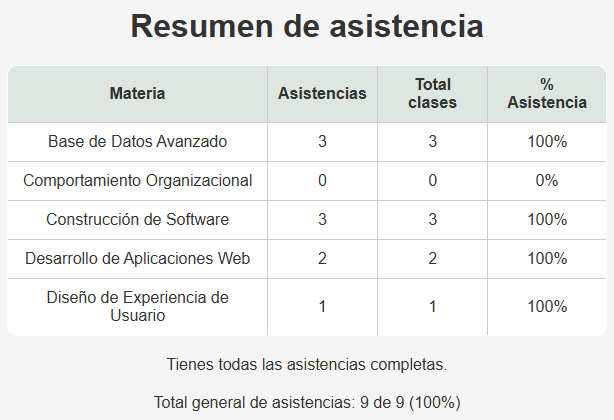 Resumen de asistencia
Materia Asistencias Total clases % Asistencia
Base de Datos Avanzado 3 3 100%
Comportamiento Organizacional 0 0 0%
Construcción de Software 3 3 100%
Desarrollo de Aplicaciones Web 2 2 100%
Diseño de Experiencia de Usuario 1 1 100%
Tienes todas las asistencias completas.
Total general de asistencias: 9 de 9 (100%)